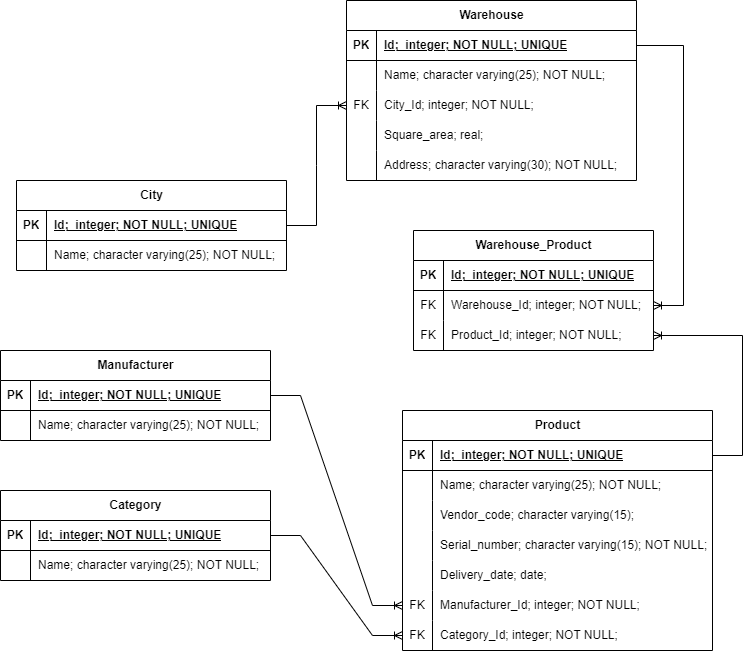 Warehouse
PK Id;  integer; NOT NULL; UNIQUE
Name; character varying(25); NOT NULL;
FK City_Id; integer; NOT NULL;
Square_area; real;
Address; character varying(30); NOT NULL;
City
PK Id;  integer; NOT NULL; UNIQUE
Name; character varying(25); NOT NULL;
Warehouse_Product
PK Id;  integer; NOT NULL; UNIQUE
FK Warehouse_Id; integer; NOT NULL;
FK Product_Id; integer; NOT NULL;
Manufacturer
PK Id;  integer; NOT NULL; UNIQUE
Name; character varying(25); NOT NULL;
Category
PK Id;  integer; NOT NULL; UNIQUE
Name; character varying(25); NOT NULL;
Product
PK Id;  integer; NOT NULL; UNIQUE
Name; character varying(25); NOT NULL;
Vendor_code; character varying(15);
Serial_number; character varying(15); NOT NULL;
Delivery_date; date;
FK Manufacturer_Id; integer; NOT NULL;
FK Category_Id; integer; NOT NULL;